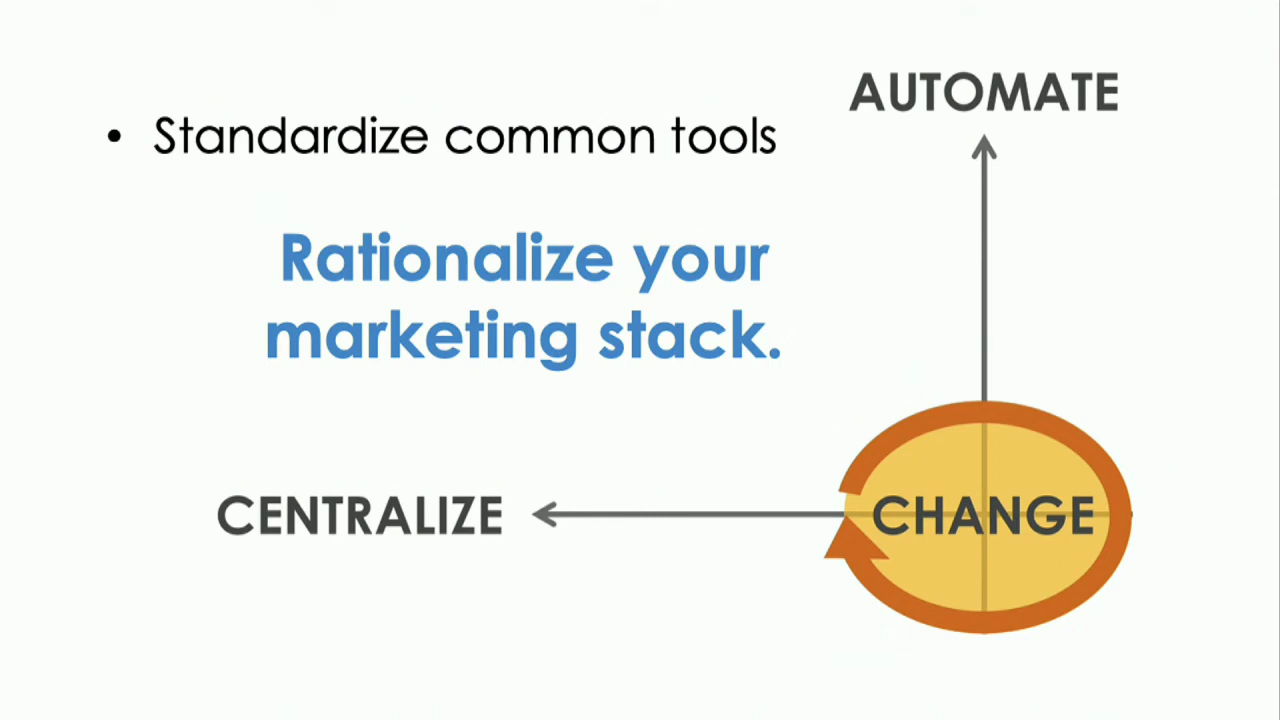 AUTOMATE
• Standardize common tools
Rationalize your
marketing stack.
CENTRALIZE
CHANGE